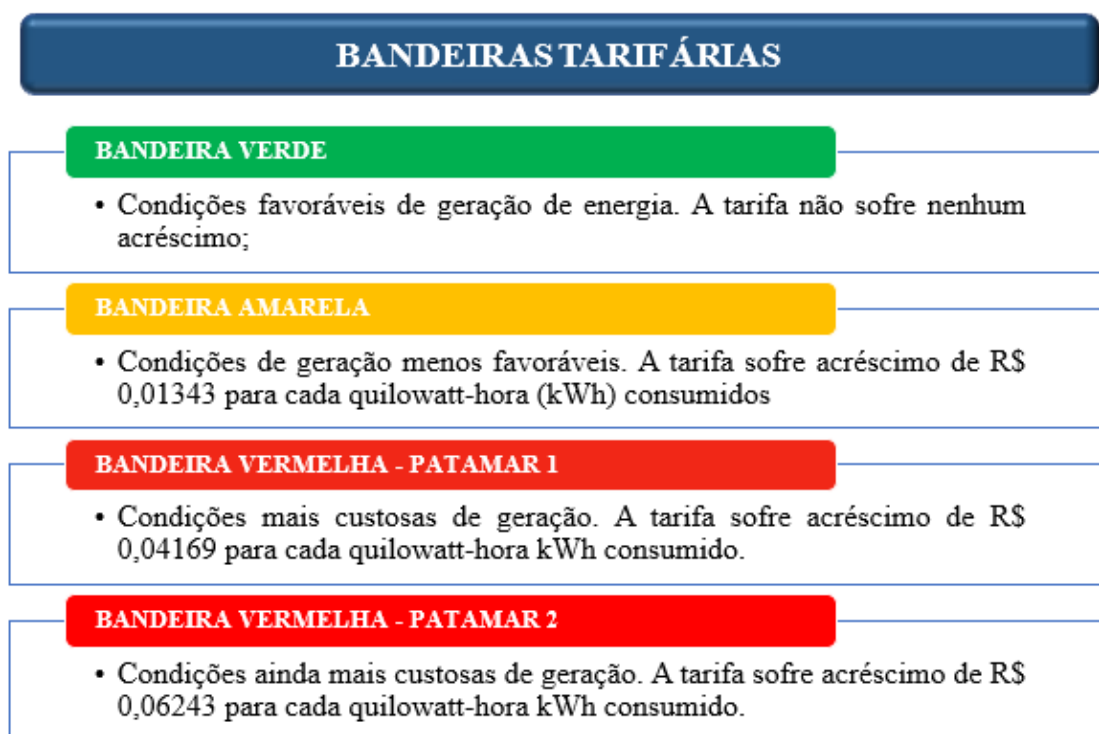 BANDEIRAS TARIFÁRIAS
BANDEIRA VERDE
• Condições favoráveis de geração de energia. A tarifa não sofre nenhum
acréscimo;
BANDEIRA AMARELA
• Condições de geração menos favoráveis. A tarifa sofre acréscimo de R$
0,01343 para cada quilowatt-hora (kWh) consumidos
BANDEIRA VERMELHA - PATAMAR 1
• Condições mais custosas de geração. A tarifa sofre acréscimo de R$
0,04169 para cada quilowatt-hora kWh consumido.
BANDEIRA VERMELHA - PATAMAR 2
• Condições ainda mais custosas de geração. A tarifa sofre acréscimo de R$
0,06243 para cada quilowatt-hora kWh consumido.